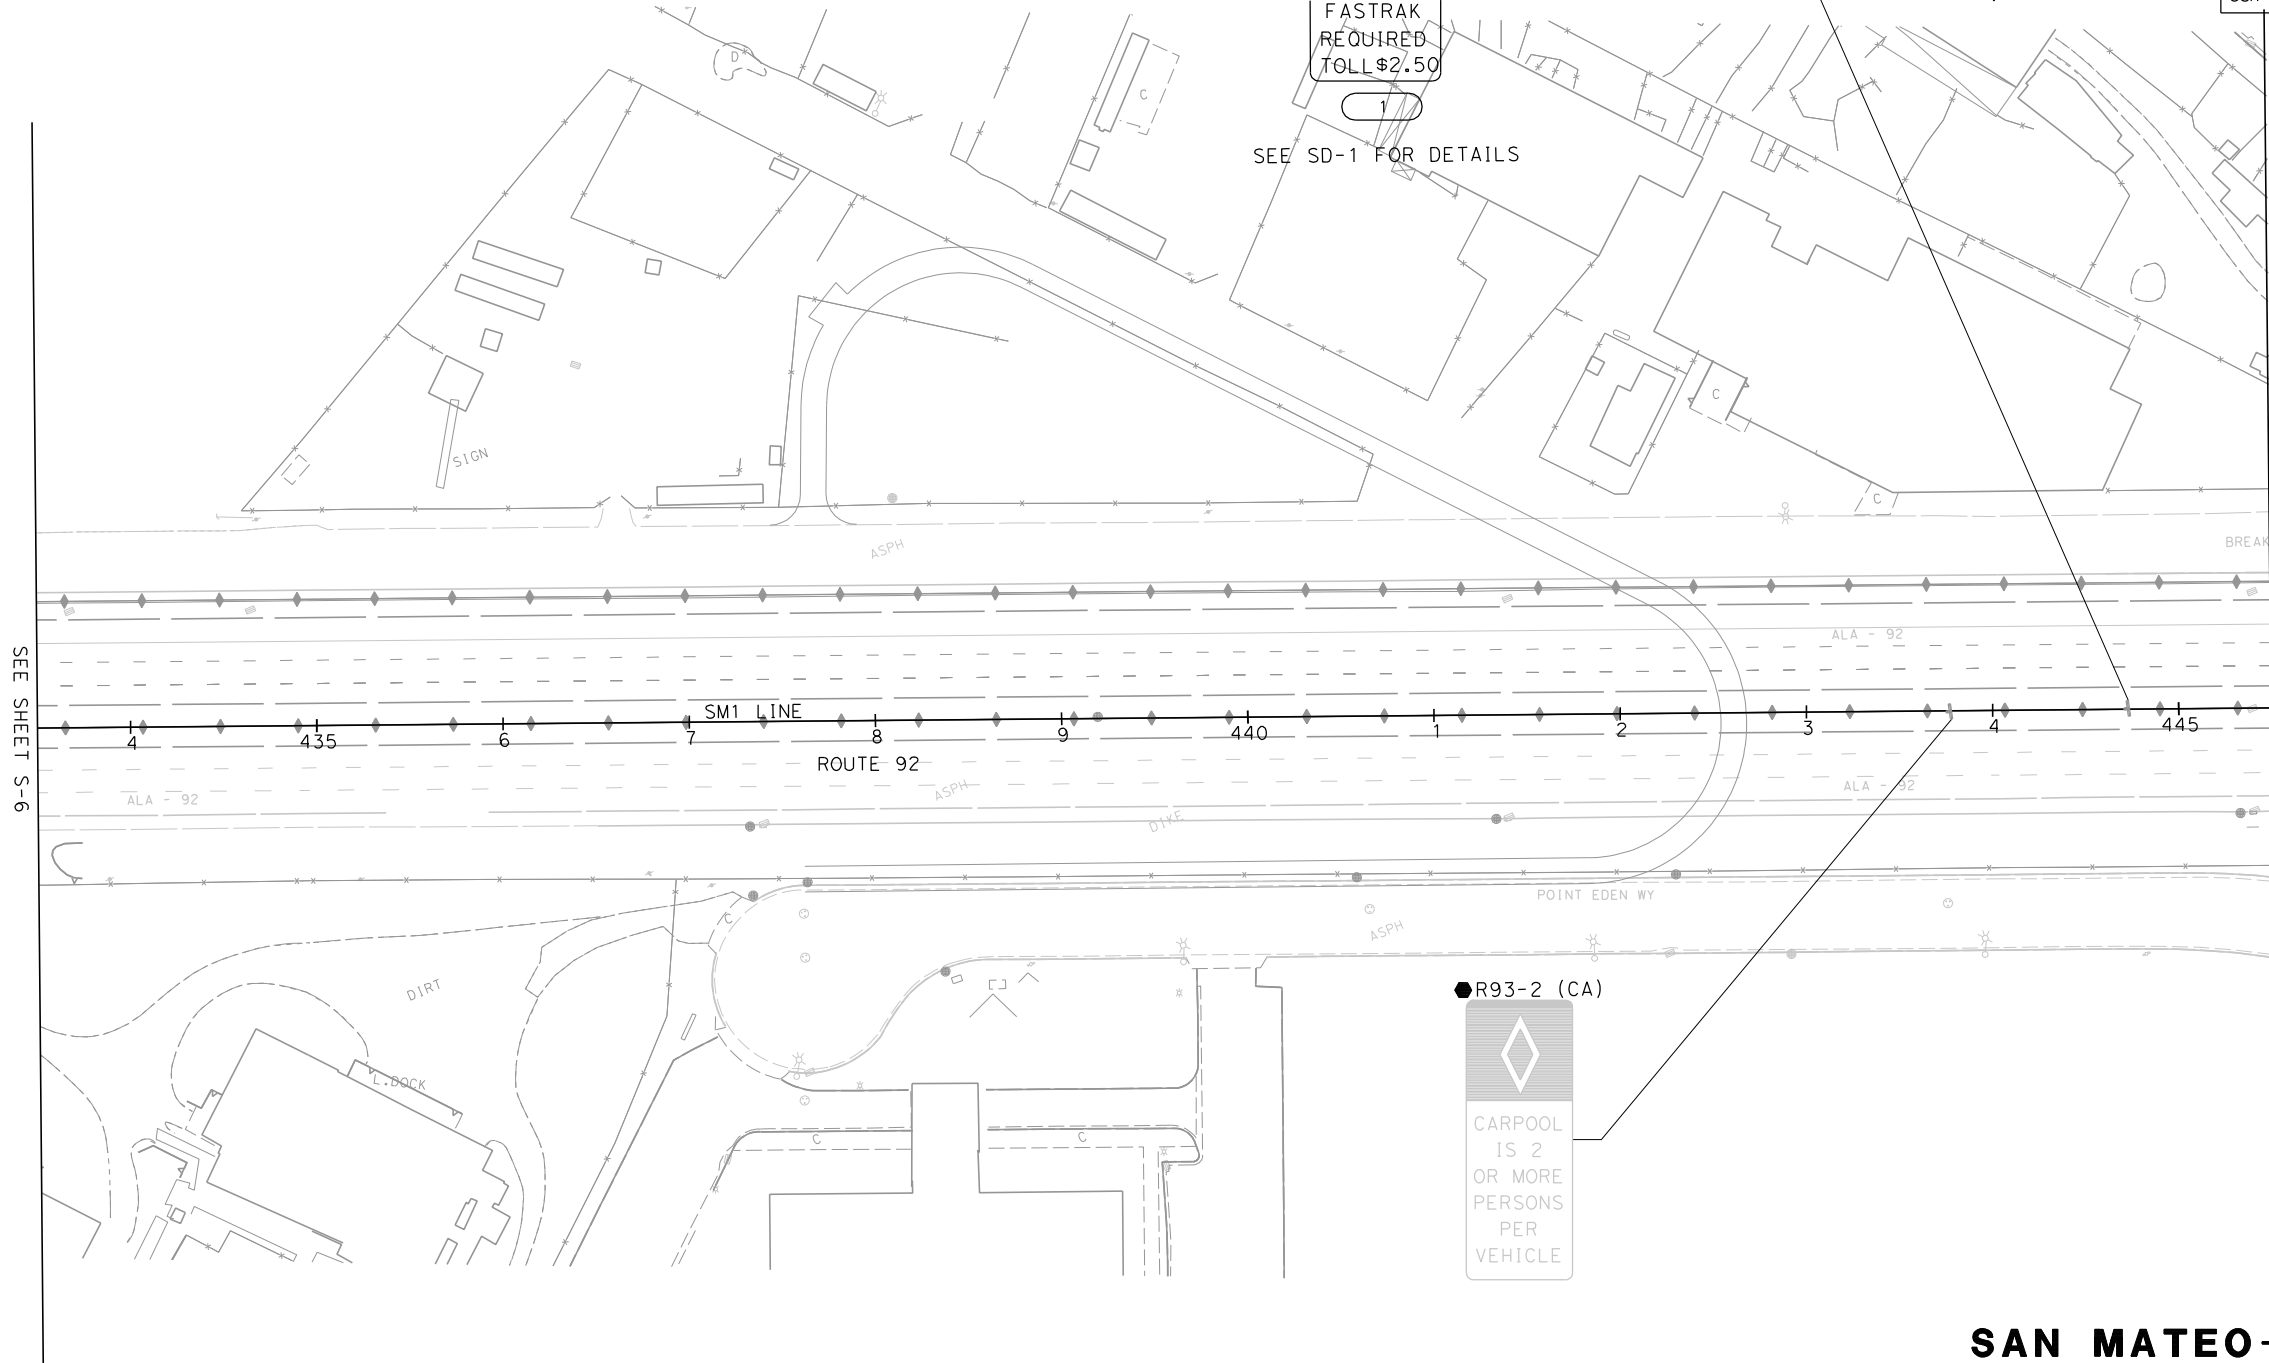 FASTRAK
REQUIRED
TOLL $2.50
1
SEE SD-1 FOR DETAILS
D
C
SIGN
C
C
ASPH
BREAK
ALA - 92
SEE SHEET S-6
SM1 LINE
4 435 6 7 8 9 440 1 2 3 4 445
ROUTE 92
ALA - 92
ASPH
ALA - 92
DIKE
POINT EDEN WY
C
ASPH
DIRT
R93-2 (CA)
L.DOCK
CARPOOL
IS 2
OR MORE
PERSONS
PER
VEHICLE
C
C
SAN MATEO-